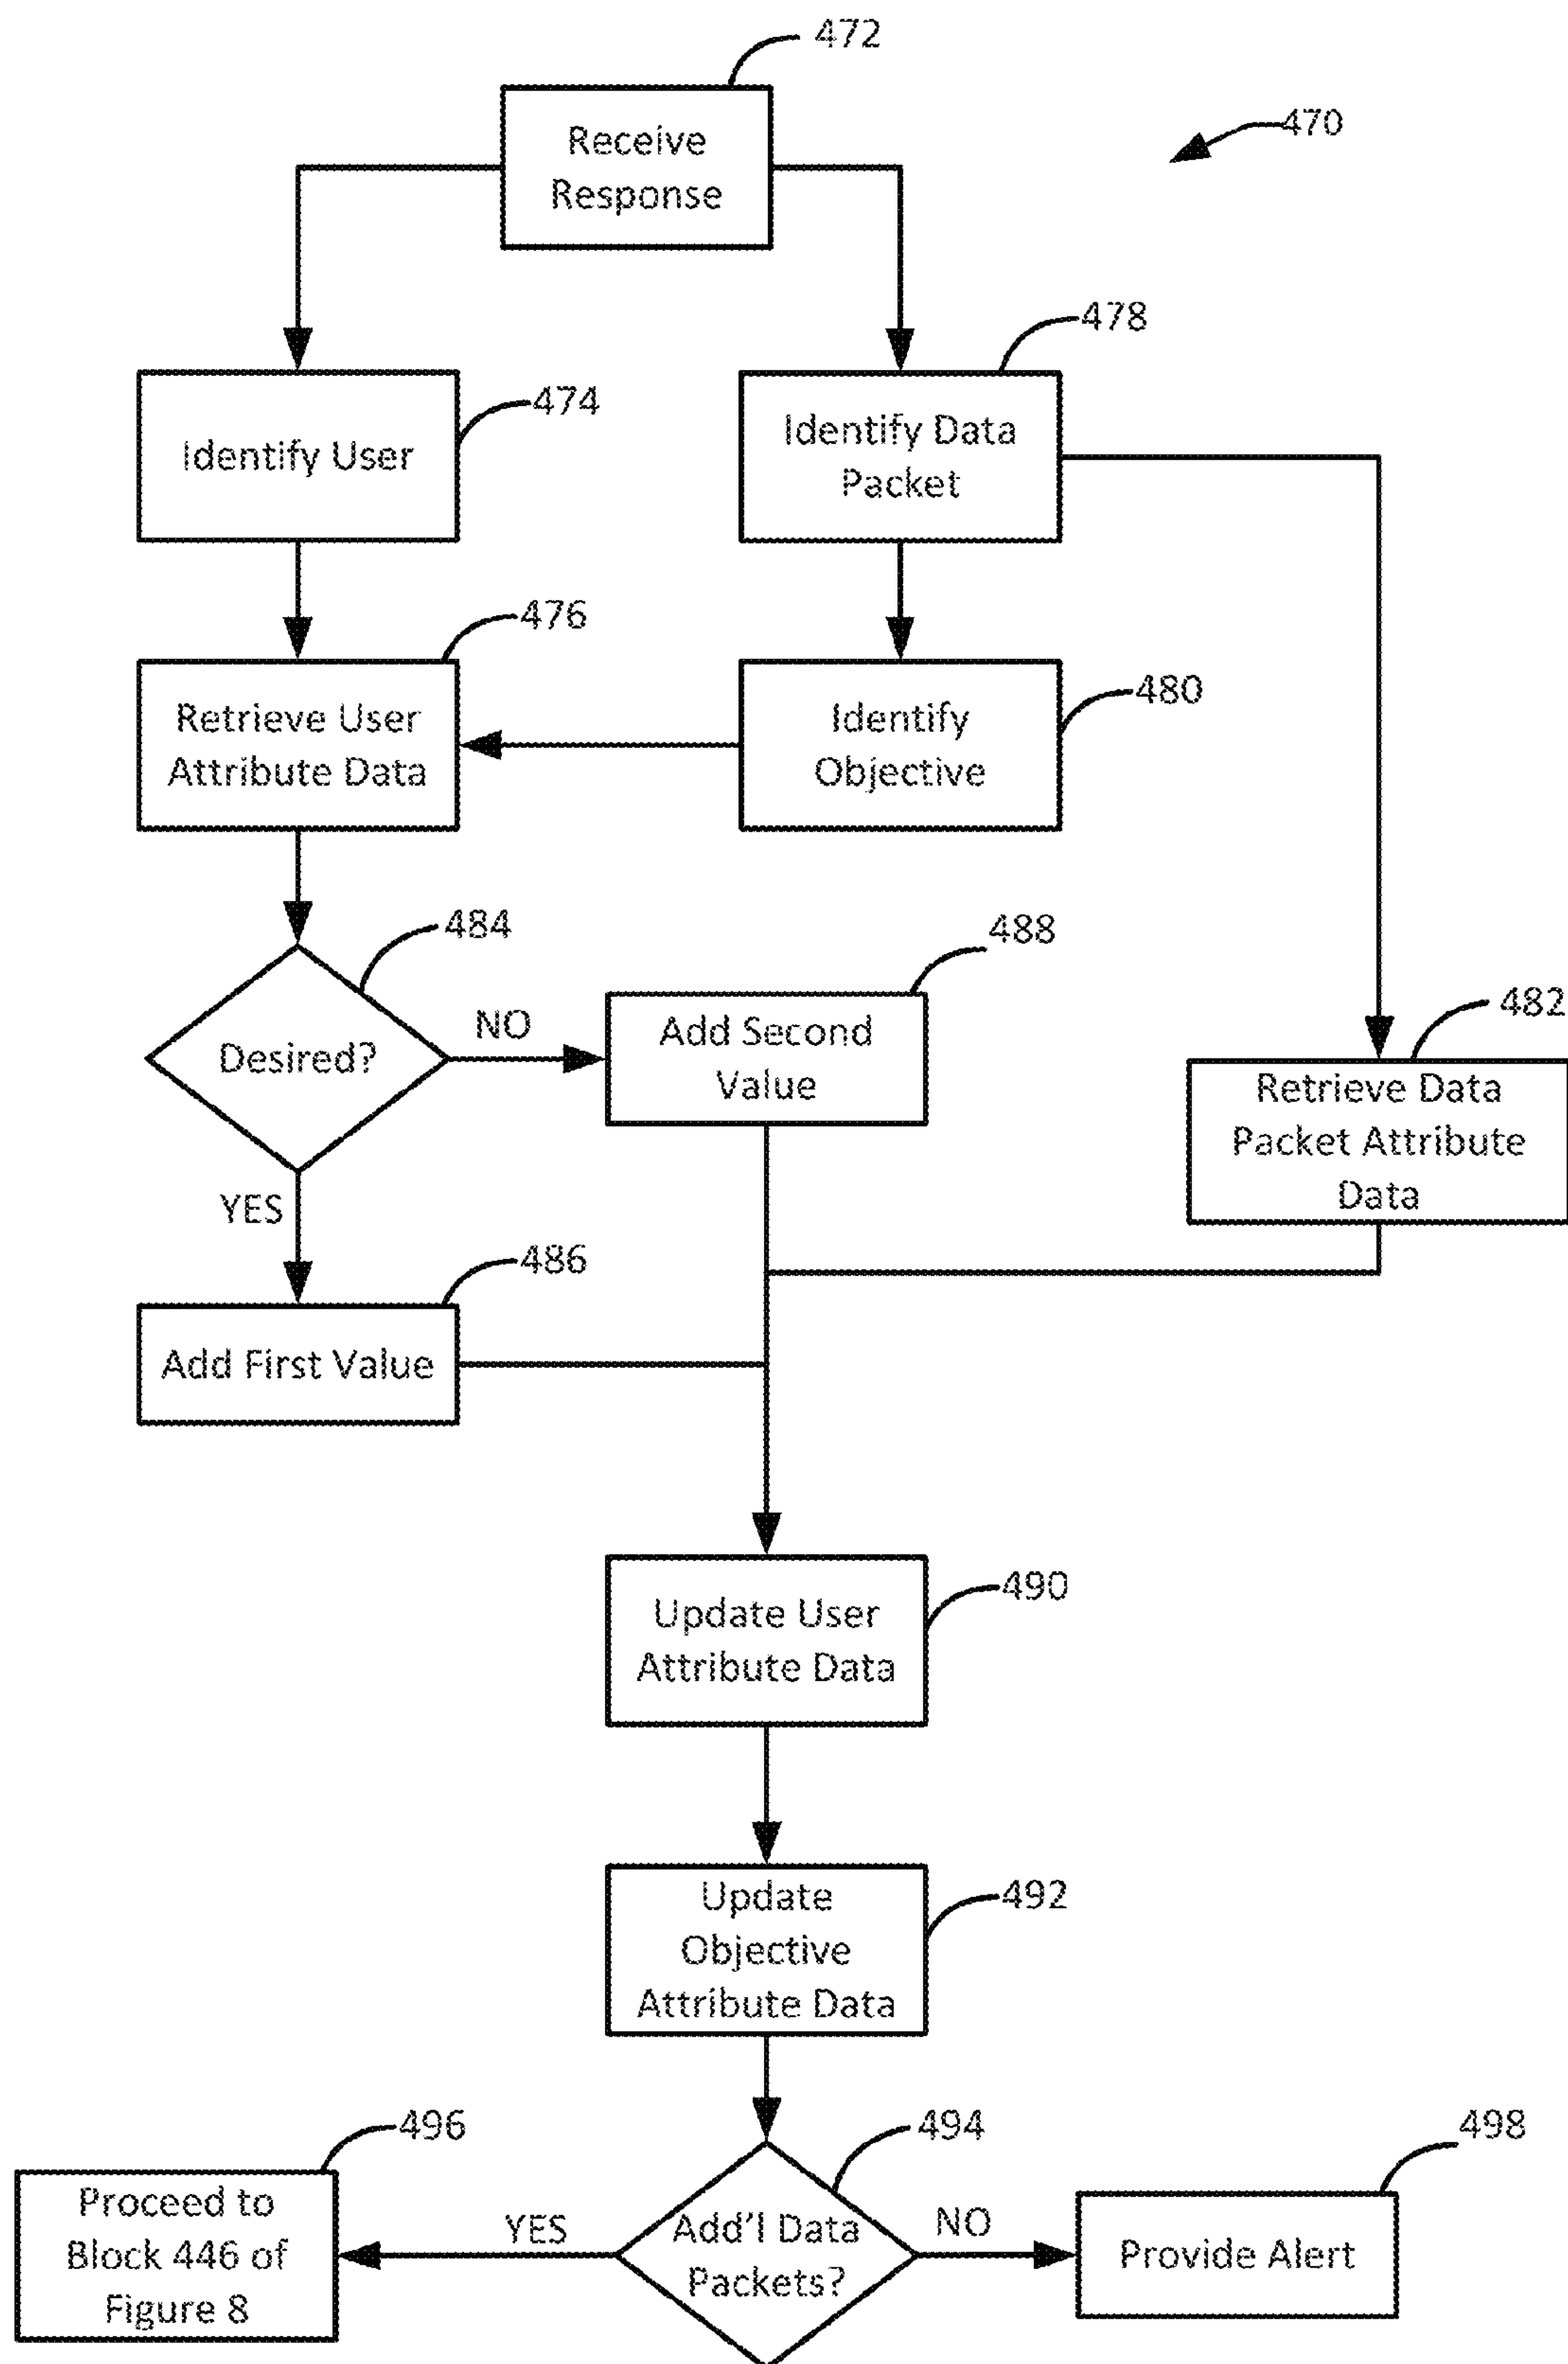 472
Receive
Response
470
478
474
Identify User
Identify Data
Packet
476
480
Retrieve User
Attribute Data
Identify
Objective
484
488
482
Desired?
NO
Add Second
Value
Retrieve Data
Packet Attribute
Data
YES
486
Add First Value
490
Update User
Attribute Data
492
Update
Objective
Attribute Data
496
494
498
Proceed to
Block 446 of
Figure 8
YES
Add'l Data
Packets?
NO
Provide Alert